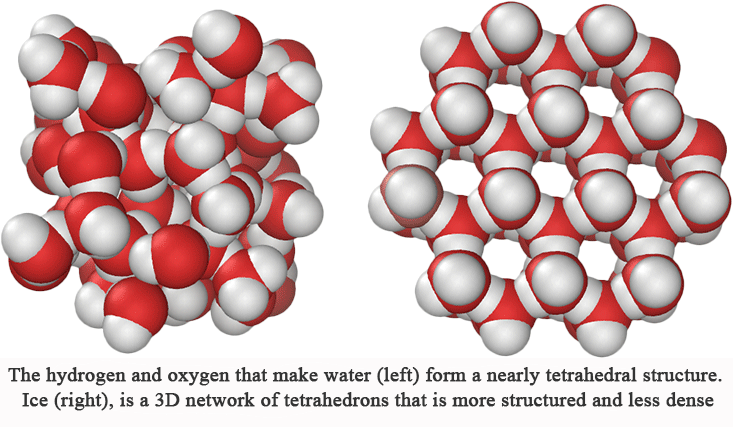 The hydrogen and oxygen that make water (left) form a nearly tetrahedral structure.
Ice (right), is a 3D network of tetrahedrons that is more structured and less dense